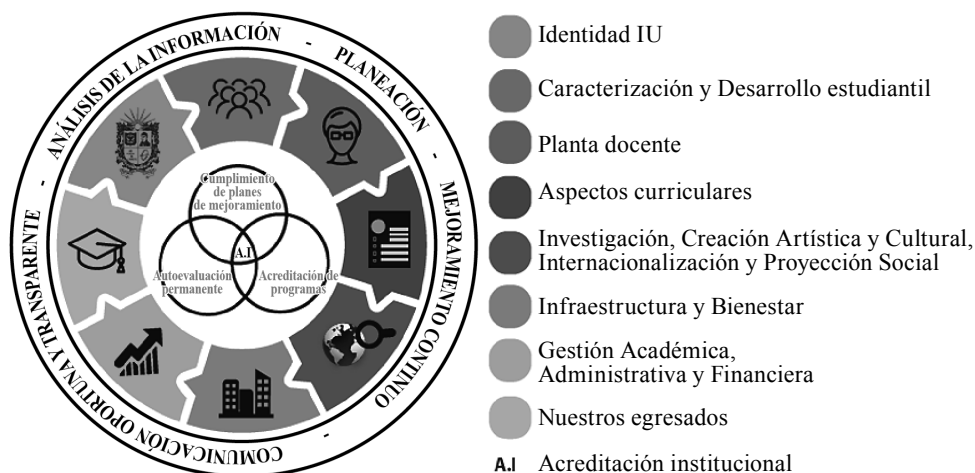 ANÁLISIS DE LA INFORMACIÓN - PLANEACIÓN - MEJORAMIENTO CONTINUO - COMUNICACIÓN OPORTUNA Y TRANSPARENTE -
Cumplimiento
de planes
de mejoramiento
A.I
Autoevaluación
permanente
Acreditación de
programas
Identidad IU
Caracterización y Desarrollo estudiantil
Planta docente
Aspectos curriculares
Investigación, Creación Artística y Cultural,
Internacionalización y Proyección Social
Infraestructura y Bienestar
Gestión Académica,
Administrativa y Financiera
Nuestros egresados
A.I Acreditación institucional